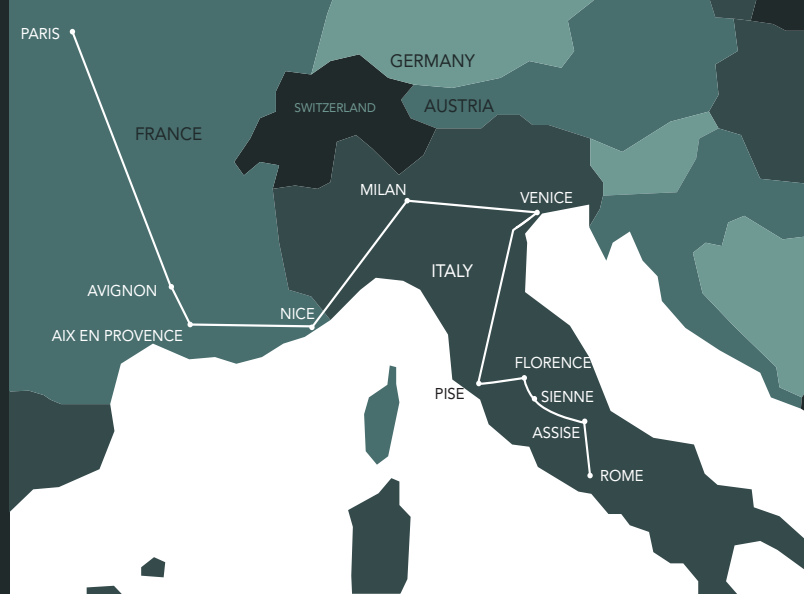 PARIS
GERMANY
SWITZERLAND
AUSTRIA
FRANCE
MILAN
VENICE
ITALY
AVIGNON
NICE
AIX EN PROVENCE
FLORENCE
PISE
SIENNE
ASSISE
ROME